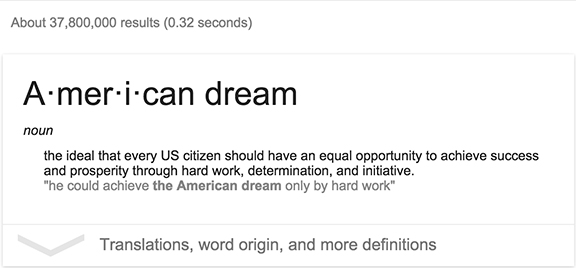 About 37,800,000 results (0.32 seconds)
A·mer·i·can dream
noun
the ideal that every US citizen should have an equal opportunity to achieve success
and prosperity through hard work, determination, and initiative.
"he could achieve the American dream only by hard work"
Translations, word origin, and more definitions